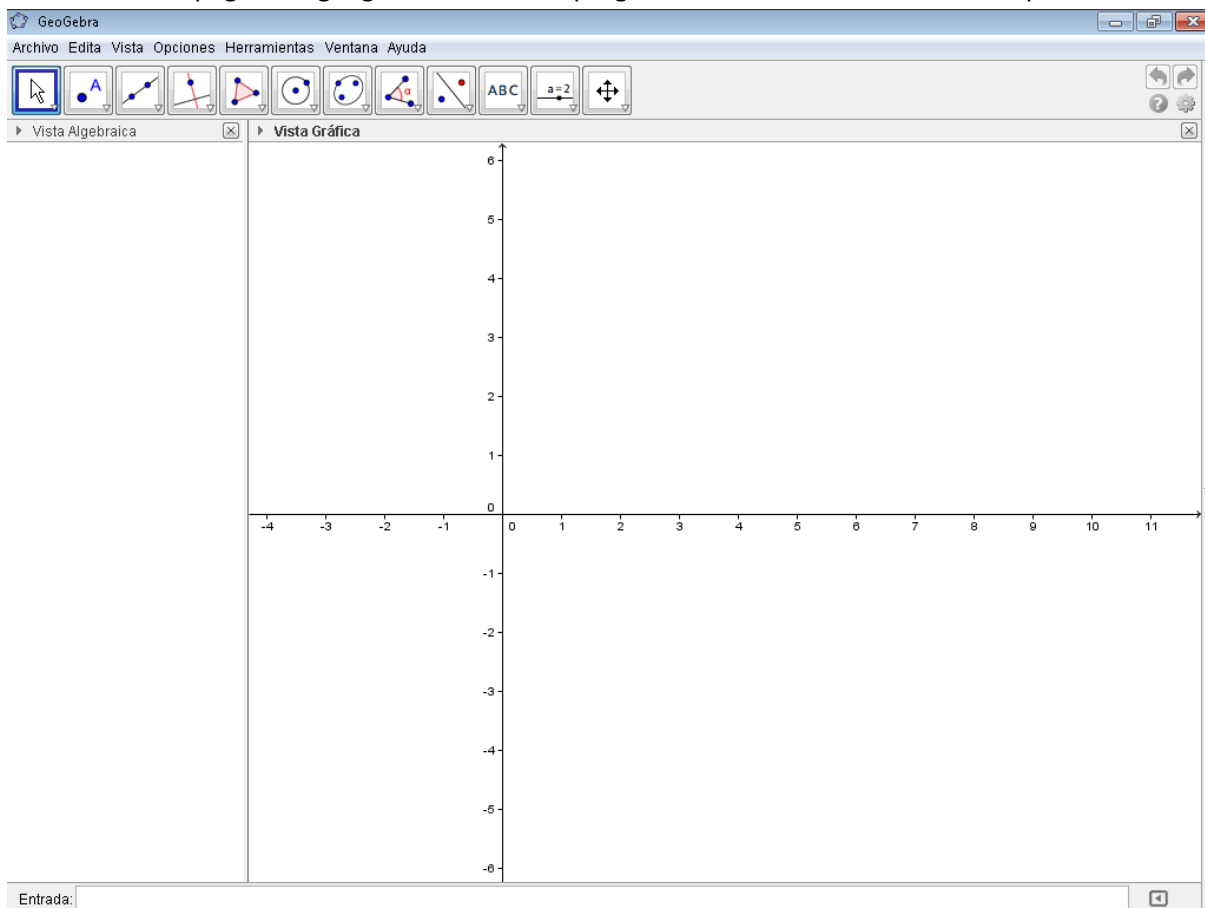 GeoGebra
Archivo Edita Vista Opciones Herramientas Ventana Ayuda
A α ABC a=2
Vista Algebraica
Vista Gráfica
6
5
4
3
2
1
0
-4 -3 -2 -1 0 1 2 3 4 5 6 7 8 9 10 11
-1
-2
-3
-4
-5
-6
Entrada: